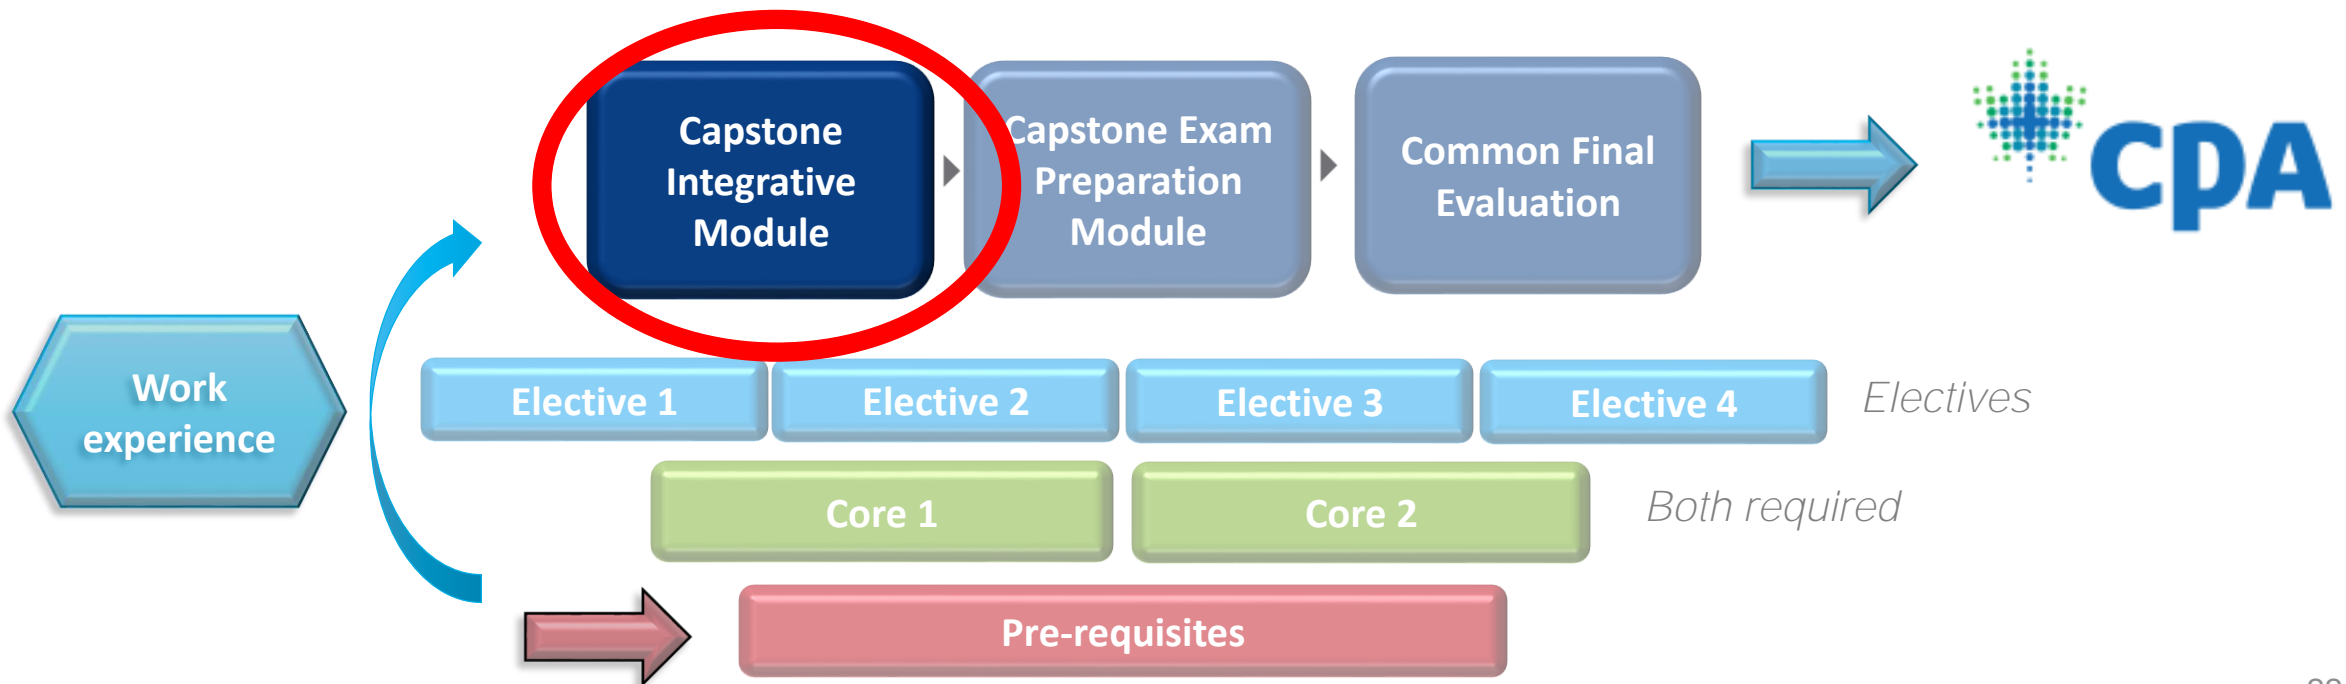 Capstone
Integrative
Module
Capstone Exam
Preparation
Module
Common Final
Evaluation
CPA
Work
experience
Elective 1
Elective 2
Elective 3
Elective 4
Electives
Core 1
Core 2
Both required
Pre-requisites